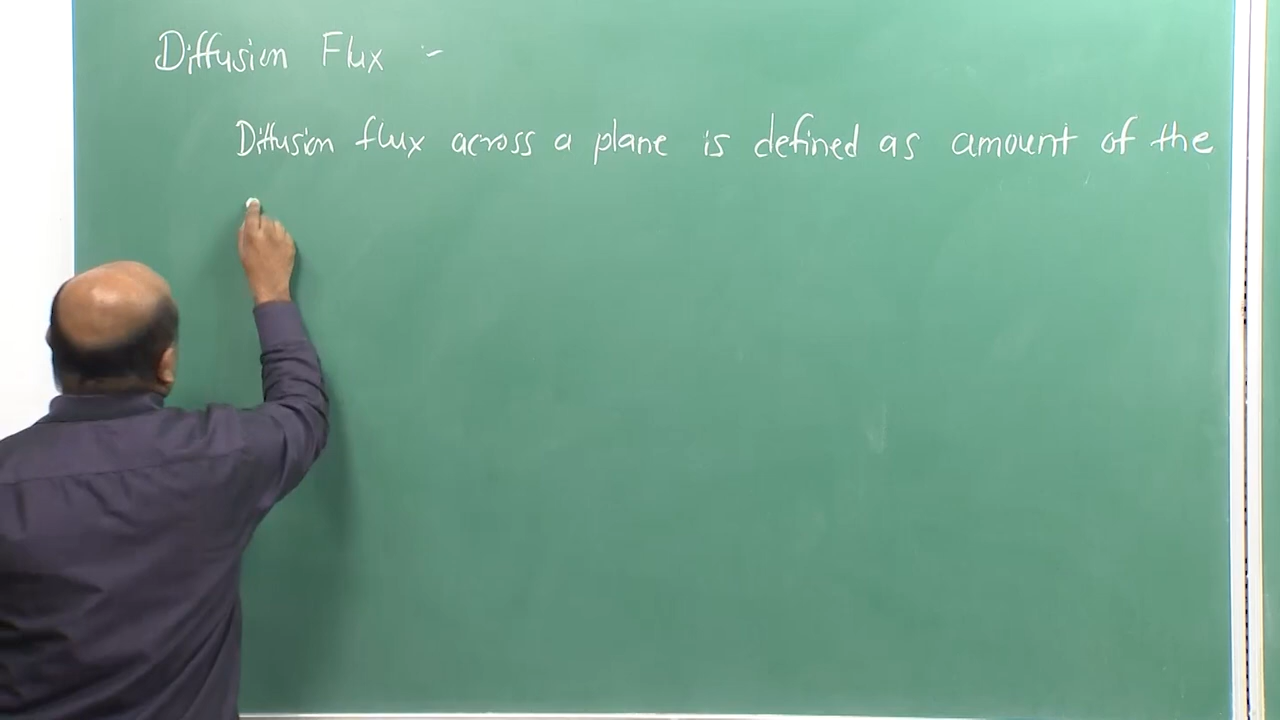 Diffusion Flux :-
Diffusion flux across a plane is defined as amount of the